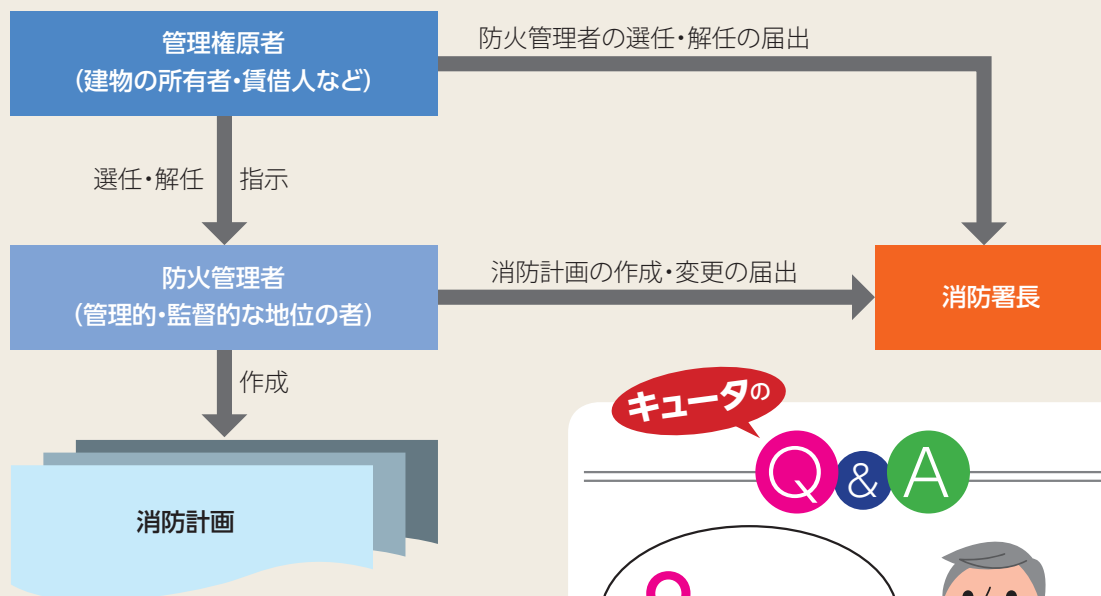 管理権原者
（建物の所有者・賃借人など）
防火管理者の選任・解任の届出
選任・解任
指示
防火管理者
（管理的・監督的な地位の者）
消防計画の作成・変更の届出
消防署長
作成
消防計画
キュータの
Q&A